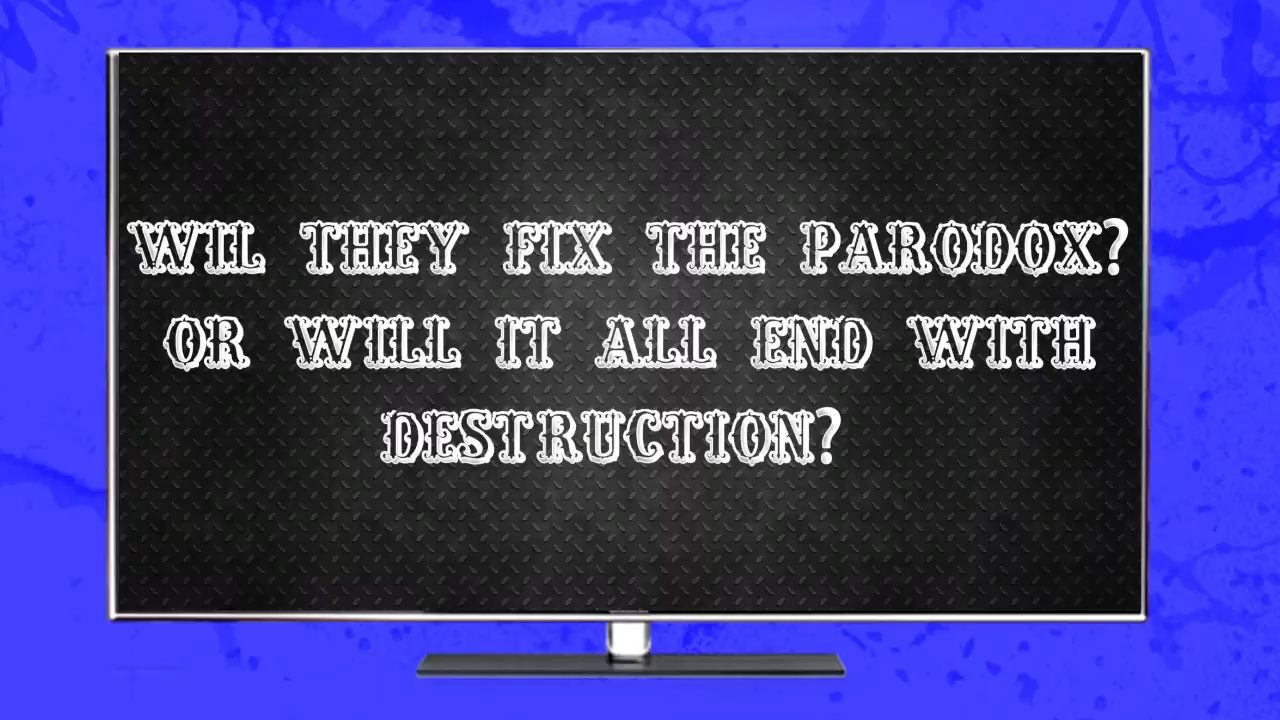 WIL THEY FIX THE PARODOX?
OR WILL IT ALL END WITH
DESTRUCTION?